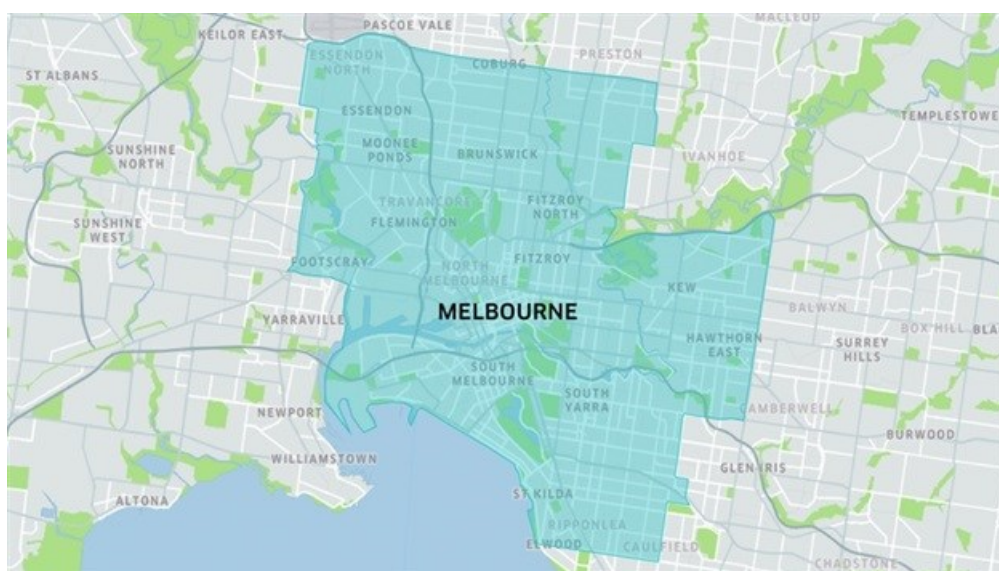 PASCOE VALE
MACLEOD
KEILOR EAST
ESSENDON
NORTH
COBURG
PRESTON
ST ALBANS
ESSENDON
TEMPLESTOWE
SUNSHINE
NORTH
MOONEE
PONDS
BRUNSWICK
IVANHOE
TRAVANCORE
FLEMINGTON
FITZROY
NORTH
SUNSHINE
WEST
FOOTSCRAY
NORTH
MELBOURNE
FITZROY
KEW
MELBOURNE
YARRAVILLE
BALWYN
HAWTHORN
EAST
SURREY
HILLS
BOX HILL
BLA
SOUTH
MELBOURNE
SOUTH
YARRA
NEWPORT
CAMBERWELL
BURWOOD
WILLIAMSTOWN
GLEN IRIS
ALTONA
ST KILDA
RIPPONLEA
ELWOOD
CAULFIELD
CHADSTONE